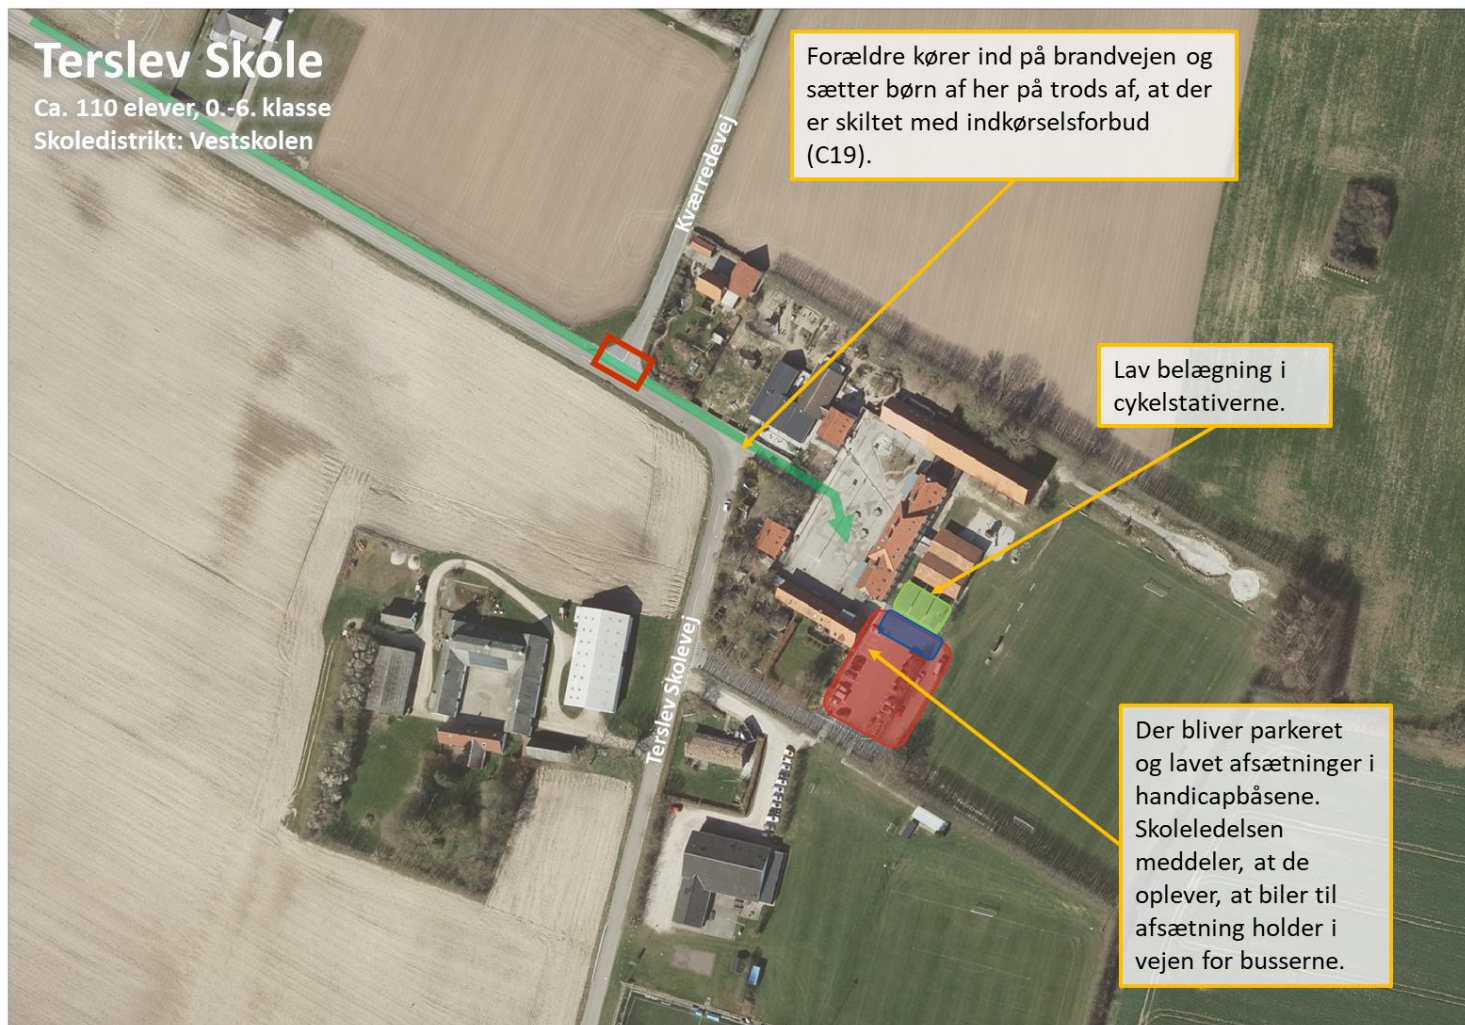 Terslev Skole
Ca. 110 elever, 0.-6. klasse
Skoledistrikt: Vestskolen
Forældre kører ind på brandvejen og
sætter børn af her på trods af, at der
er skiltet med indkørselsforbud
(C19).
Kværredevej
Lav belægning i
cykelstativerne.
Terslev Skolevej
Der bliver parkeret
og lavet afsætninger i
handicapbåsene.
Skoleledelsen
meddeler, at de
oplever, at biler til
afsætning holder i
vejen for busserne.